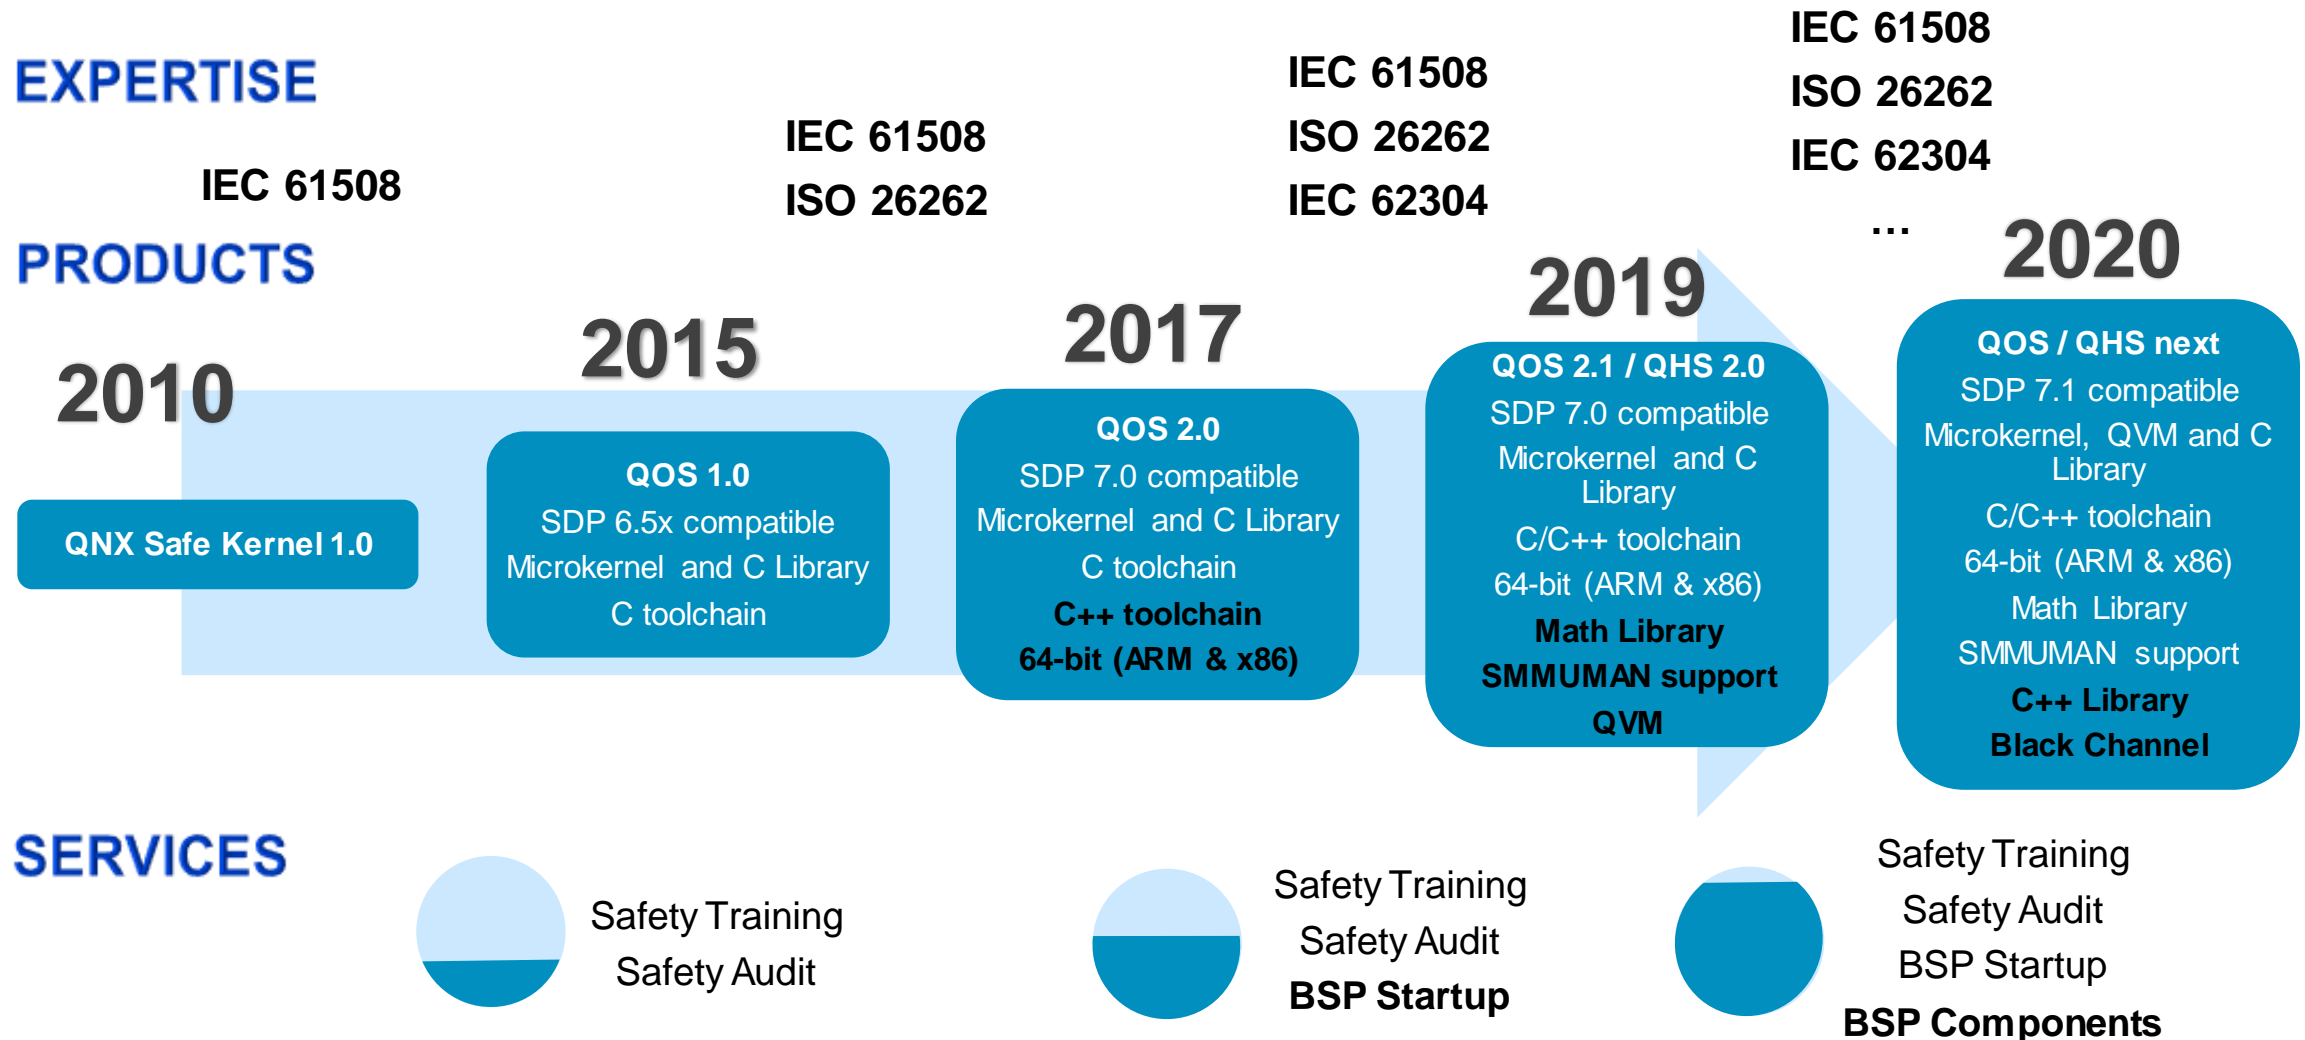 EXPERTISE
IEC 61508
IEC 61508
ISO 26262
IEC 61508
ISO 26262
IEC 62304
IEC 61508
ISO 26262
IEC 62304
...
PRODUCTS
2010
QNX Safe Kernel 1.0
2015
QOS 1.0
SDP 6.5x compatible
Microkernel and C Library
C toolchain
2017
QOS 2.0
SDP 7.0 compatible
Microkernel and C Library
C toolchain
C++ toolchain
64-bit (ARM & x86)
2019
QOS 2.1 / QHS 2.0
SDP 7.0 compatible
Microkernel and C
Library
C/C++ toolchain
64-bit (ARM & x86)
Math Library
SMMUMAN support
QVM
2020
QOS / QHS next
SDP 7.1 compatible
Microkernel, QVM and C
Library
C/C++ toolchain
64-bit (ARM & x86)
Math Library
SMMUMAN support
C++ Library
Black Channel
SERVICES
Safety Training
Safety Audit
Safety Training
Safety Audit
BSP Startup
Safety Training
Safety Audit
BSP Startup
BSP Components